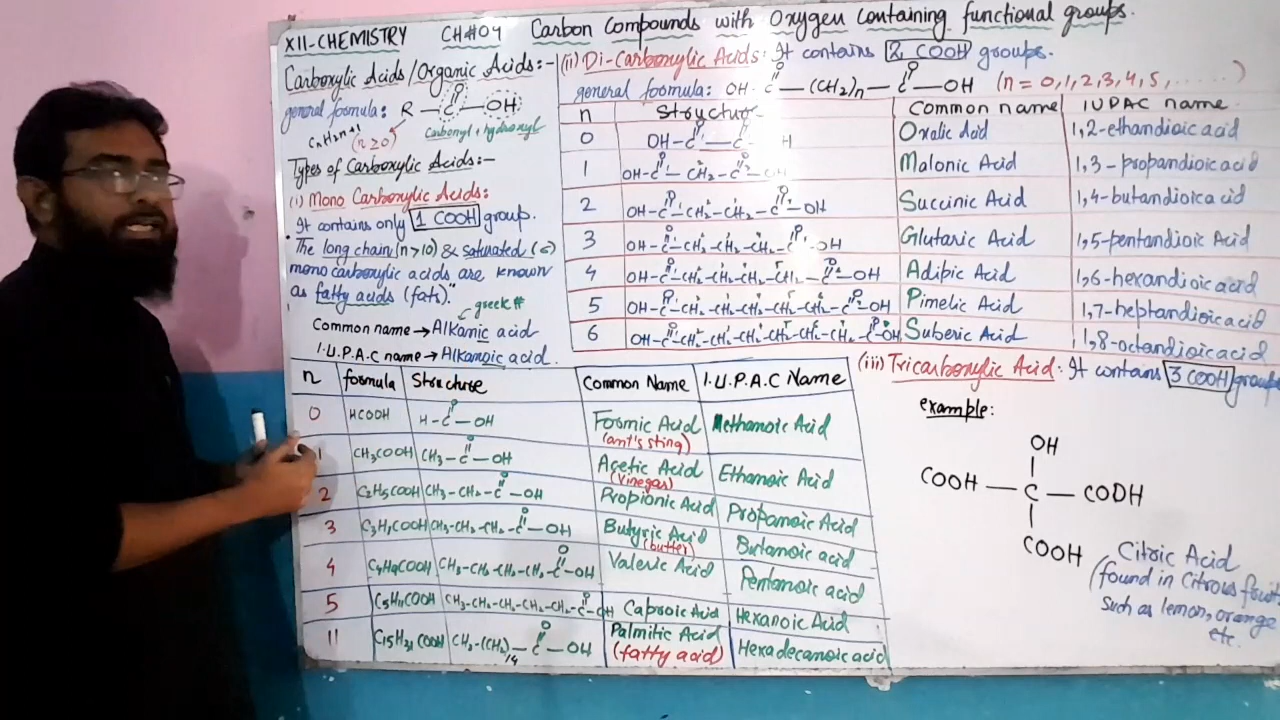 XII-CHEMISTRY CH#04 Carbon Compounds with Oxygen Containing functional groups.
Carboxylic Acids/Organic Acids:-
general formula: R — C — OH
O
CnH2n+1 (n≥0) Carbonyl + hydroxyl
Types of Carboxylic Acids:-
(i) Mono Carboxylic Acids:
It contains only 1 COOH group.
The long chain (n>10) & saturated (-)
mono carboxylic acids are known
as fatty acids (fats)."
greek #
Common name → Alkanic acid
I.U.P.A.C name → Alkanoic acid.
n formula Structure Common Name I.U.P.A.C Name
0 HCOOH H-C-OH Formic Acid (ant's sting) Methanoic Acid
1 CH3COOH CH3-C-OH Acetic Acid (Vinegar) Ethanoic Acid
2 C2H5COOH CH3-CH2-C-OH Propionic Acid Propanoic Acid
3 C3H7COOH CH3-CH2-CH2-C-OH Butyric Acid (butter) Butanoic acid
4 C4H9COOH CH3-CH2-CH2-CH2-C-OH Valeric Acid Pentanoic acid
5 C5H11COOH CH3-CH2-CH2-CH2-CH2-C-OH Caproic Acid Hexanoic Acid
11 C15H31COOH CH3-(CH2)14-C-OH Palmitic Acid (fatty acid) Hexadecanoic acid
(ii) Di-Carboxylic Acids: It contains 2 COOH groups.
general formula: OH-C-(CH2)n-C-OH (n = 0,1,2,3,4,5,......)
n Structur Common name IUPAC name
0 OH-C-C H Oxalic Acid 1,2-ethandioic acid
1 OH-C-CH2-C-OH Malonic Acid 1,3-propandioic acid
2 OH-C-CH2-CH2-C-OH Succinic Acid 1,4-butandioic acid
3 OH-C-CH2-CH2-CH2-C-OH Glutaric Acid 1,5-pentandioic Acid
4 OH-C-CH2-CH2-CH2-CH2-C-OH Adipic Acid 1,6-hexandioic acid
5 OH-C-CH2-CH2-CH2-CH2-CH2-C-OH Pimelic Acid 1,7-heptandioic acid
6 OH-C-CH2-CH2-CH2-CH2-CH2-CH2-C-OH Suberic Acid 1,8-octandioic acid
(iii) Tricarboxylic Acid: It contains 3 COOH group
example:
OH
COOH — C — COOH
COOH
Citric Acid
(found in Citrous fruit
such as lemon, orange
etc.